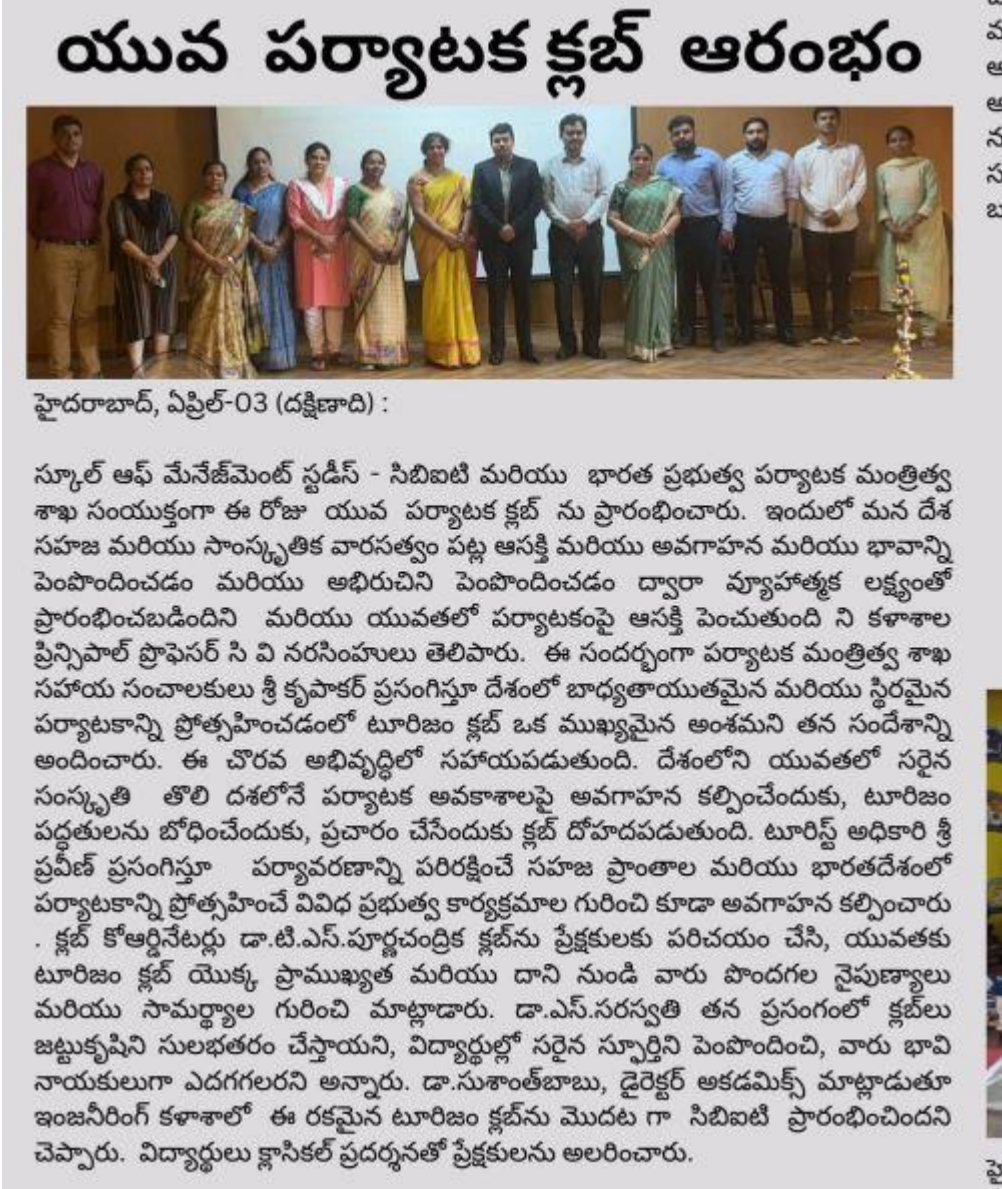 యువ పర్యాటక క్లబ్ ఆరంభం
హైదరాబాద్, ఏప్రిల్-03 (దక్షిణాది) :
స్కూల్ ఆఫ్ మేనేజ్‌మెంట్ స్టడీస్ - సిబిఐటి మరియు భారత ప్రభుత్వ పర్యాటక మంత్రిత్వ
శాఖ సంయుక్తంగా ఈ రోజు యువ పర్యాటక క్లబ్ ను ప్రారంభించారు. ఇందులో మన దేశ
సహజ మరియు సాంస్కృతిక వారసత్వం పట్ల ఆసక్తి మరియు అవగాహన మరియు భావాన్ని
పెంపొందించడం మరియు అభిరుచిని పెంపొందించడం ద్వారా వ్యూహాత్మక లక్ష్యంతో
ప్రారంభించబడిందిని మరియు యువతలో పర్యాటకంపై ఆసక్తి పెంచుతుంది ని కళాశాల
ప్రిన్సిపాల్ ప్రొఫెసర్ సి వి నరసింహులు తెలిపారు. ఈ సందర్భంగా పర్యాటక మంత్రిత్వ శాఖ
సహాయ సంచాలకులు శ్రీ కృపాకర్ ప్రసంగిస్తూ దేశంలో బాధ్యతాయుతమైన మరియు స్థిరమైన
పర్యాటకాన్ని ప్రోత్సహించడంలో టూరిజం క్లబ్ ఒక ముఖ్యమైన అంశమని తన సందేశాన్ని
అందించారు. ఈ చొరవ అభివృద్ధిలో సహాయపడుతుంది. దేశంలోని యువతలో సరైన
సంస్కృతి తొలి దశలోనే పర్యాటక అవకాశాలపై అవగాహన కల్పించేందుకు, టూరిజం
పద్ధతులను బోధించేందుకు, ప్రచారం చేసేందుకు క్లబ్ దోహదపడుతుంది. టూరిస్ట్ అధికారి శ్రీ
ప్రవీణ్ ప్రసంగిస్తూ పర్యావరణాన్ని పరిరక్షించే సహజ ప్రాంతాల మరియు భారతదేశంలో
పర్యాటకాన్ని ప్రోత్సహించే వివిధ ప్రభుత్వ కార్యక్రమాల గురించి కూడా అవగాహన కల్పించారు
. క్లబ్ కోఆర్డినేటర్లు డా.టి.ఎస్.పూర్ణచంద్రిక క్లబ్‌ను ప్రేక్షకులకు పరిచయం చేసి, యువతకు
టూరిజం క్లబ్ యొక్క ప్రాముఖ్యత మరియు దాని నుండి వారు పొందగల నైపుణ్యాలు
మరియు సామర్థ్యాల గురించి మాట్లాడారు. డా.ఎస్.సరస్వతి తన ప్రసంగంలో క్లబ్‌లు
జట్టుకృషిని సులభతరం చేస్తాయని, విద్యార్థుల్లో సరైన స్ఫూర్తిని పెంపొందించి, వారు భావి
నాయకులుగా ఎదగగలరని అన్నారు. డా.సుశాంత్‌బాబు, డైరెక్టర్ అకడమిక్స్ మాట్లాడుతూ
ఇంజనీరింగ్ కళాశాలో ఈ రకమైన టూరిజం క్లబ్‌ను మొదట గా సిబిఐటి ప్రారంభించిందని
చెప్పారు. విద్యార్థులు క్లాసికల్ ప్రదర్శనతో ప్రేక్షకులను అలరించారు.